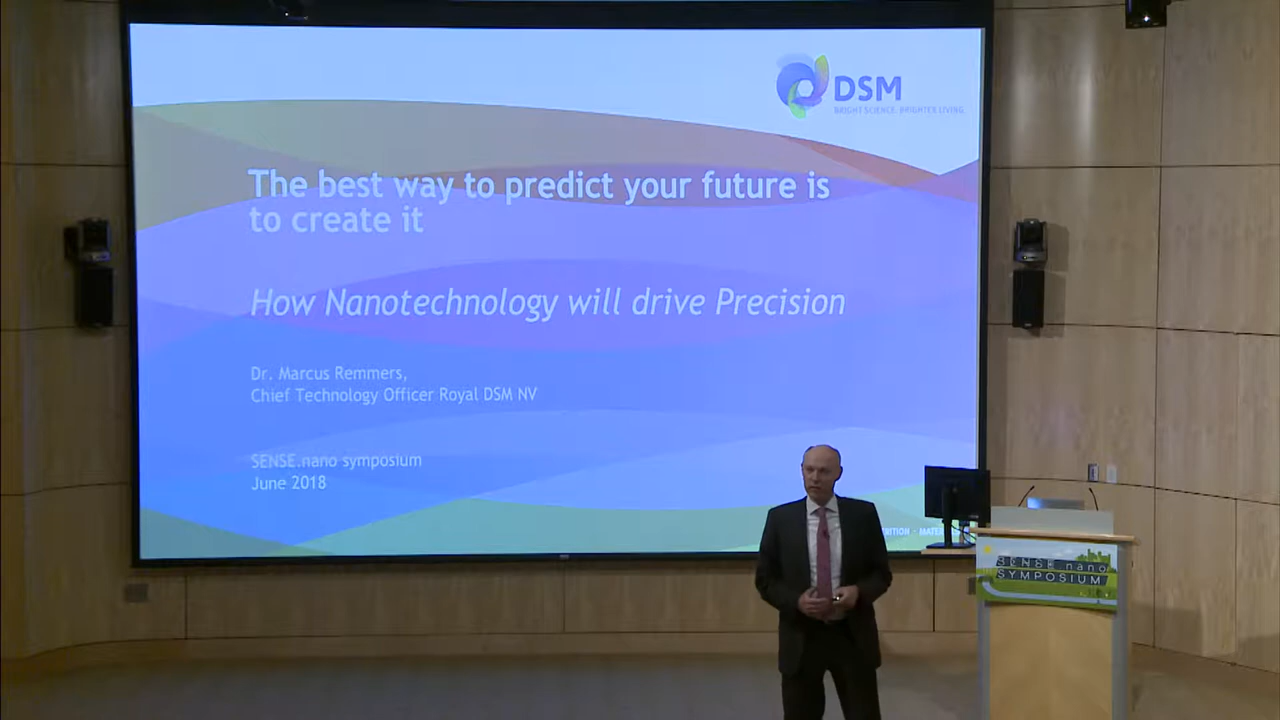 DSM
BRIGHT SCIENCE. BRIGHTER LIVING.
The best way to predict your future is
to create it
How Nanotechnology will drive Precision
Dr. Marcus Remmers,
Chief Technology Officer Royal DSM NV
SENSE.nano symposium
June 2018
SENSE.nano
SYMPOSIUM